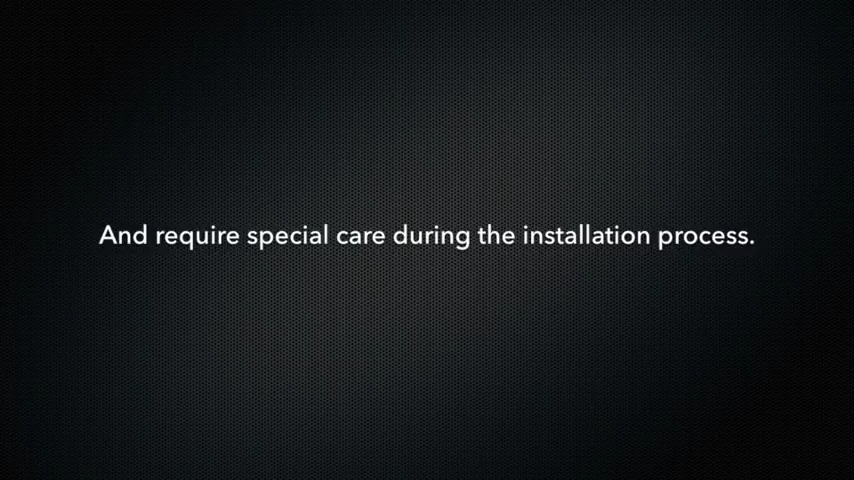 And require special care during the installation process.